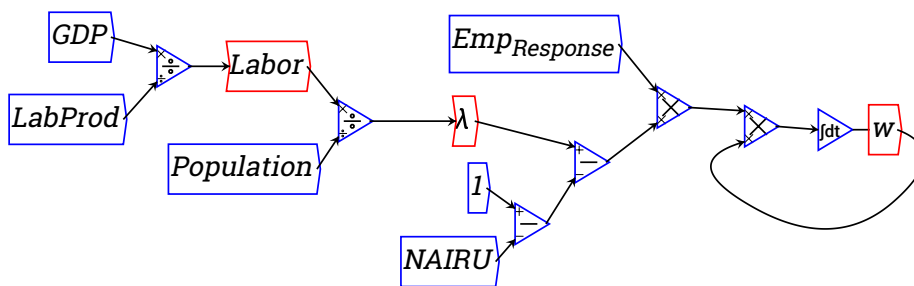 GDP
× ÷ ÷
LabProd
Labor
× ÷ ÷
Population
λ
Emp_Response
1
+ − −
NAIRU
+ − −
× × ×
× × ×
∫dt
w